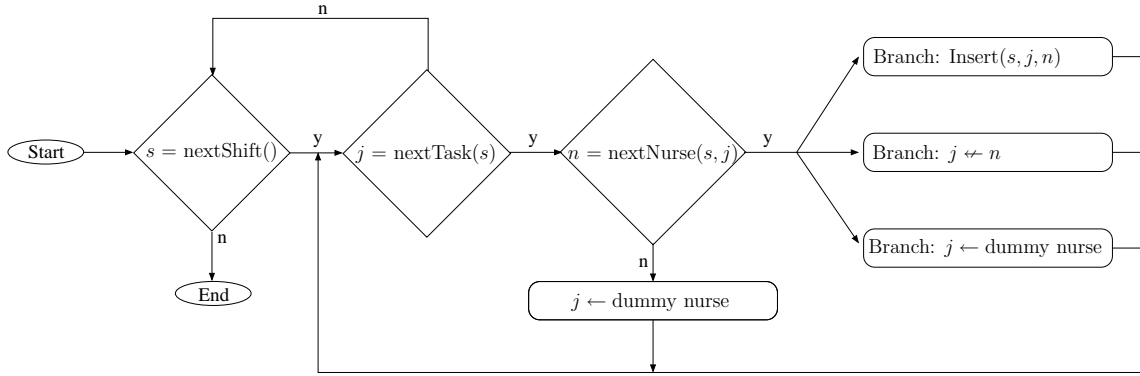 n
Branch: Insert(s, j, n)
Start
s = nextShift()
y
j = nextTask(s)
y
n = nextNurse(s, j)
y
Branch: j ↚ n
n
Branch: j ← dummy nurse
n
End
j ← dummy nurse